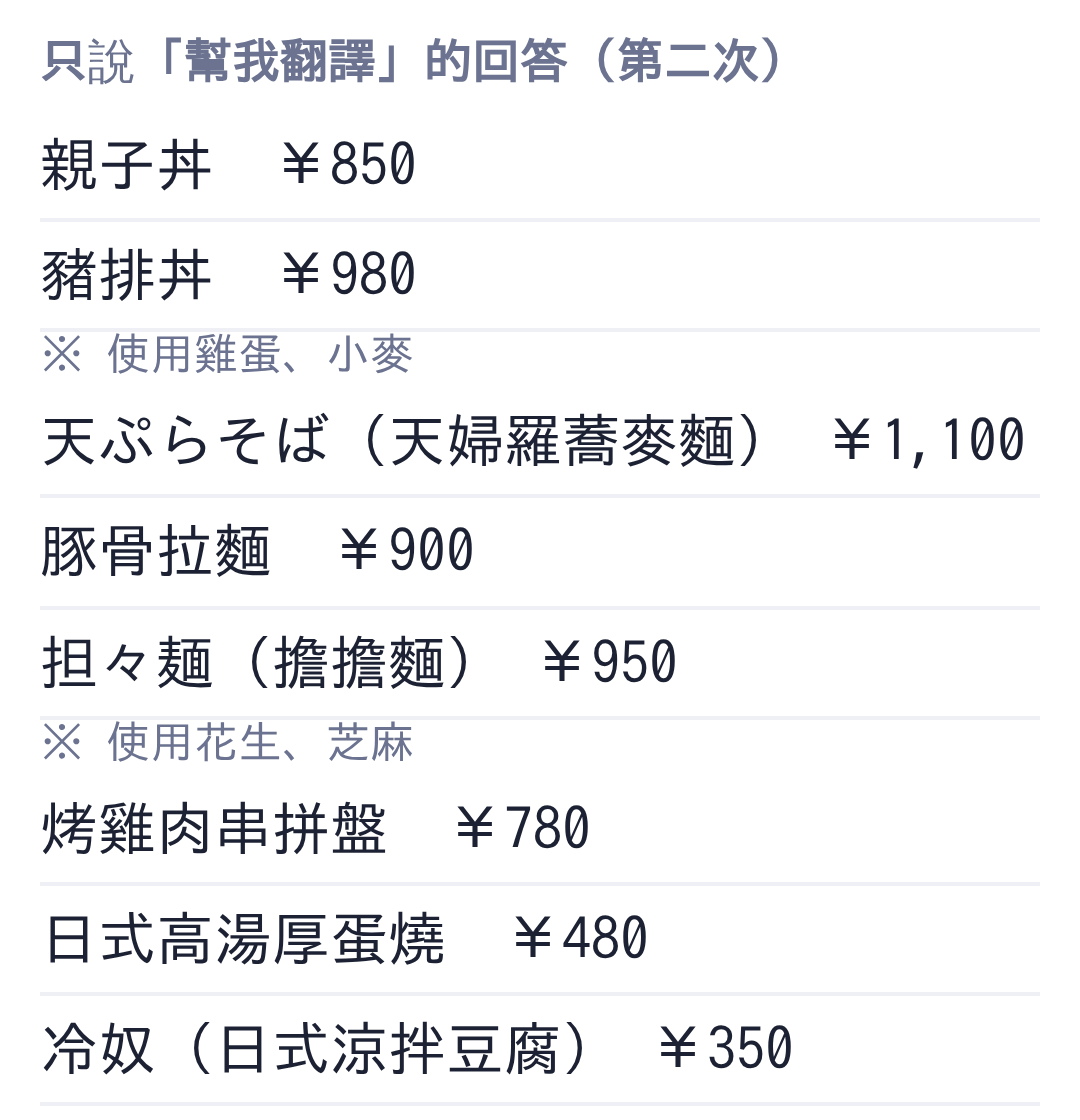 只說「幫我翻譯」的回答（第二次）
親子丼　¥850
豬排丼　¥980
※ 使用雞蛋、小麥
天ぷらそば（天婦羅蕎麥麵）　¥1,100
豚骨拉麵　¥900
担々麺（擔擔麵）　¥950
※ 使用花生、芝麻
烤雞肉串拼盤　¥780
日式高湯厚蛋燒　¥480
冷奴（日式涼拌豆腐）　¥350